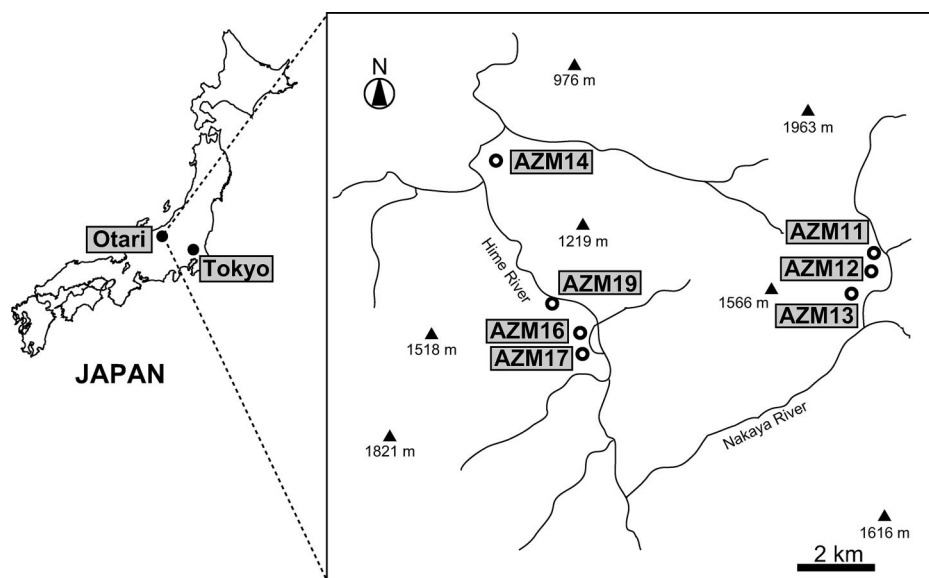 Otari
Tokyo
JAPAN
N
976 m
1963 m
AZM14
1219 m
Hime River
AZM11
AZM12
AZM19
1566 m
AZM13
AZM16
1518 m
AZM17
Nakaya River
1821 m
1616 m
2 km